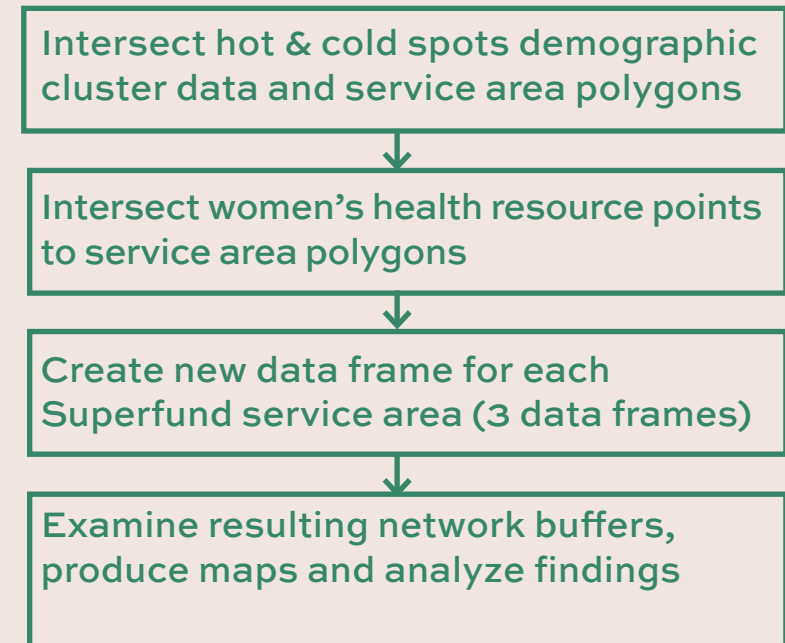 Intersect hot & cold spots demographic
cluster data and service area polygons
Intersect women’s health resource points
to service area polygons
Create new data frame for each
Superfund service area (3 data frames)
Examine resulting network buffers,
produce maps and analyze findings